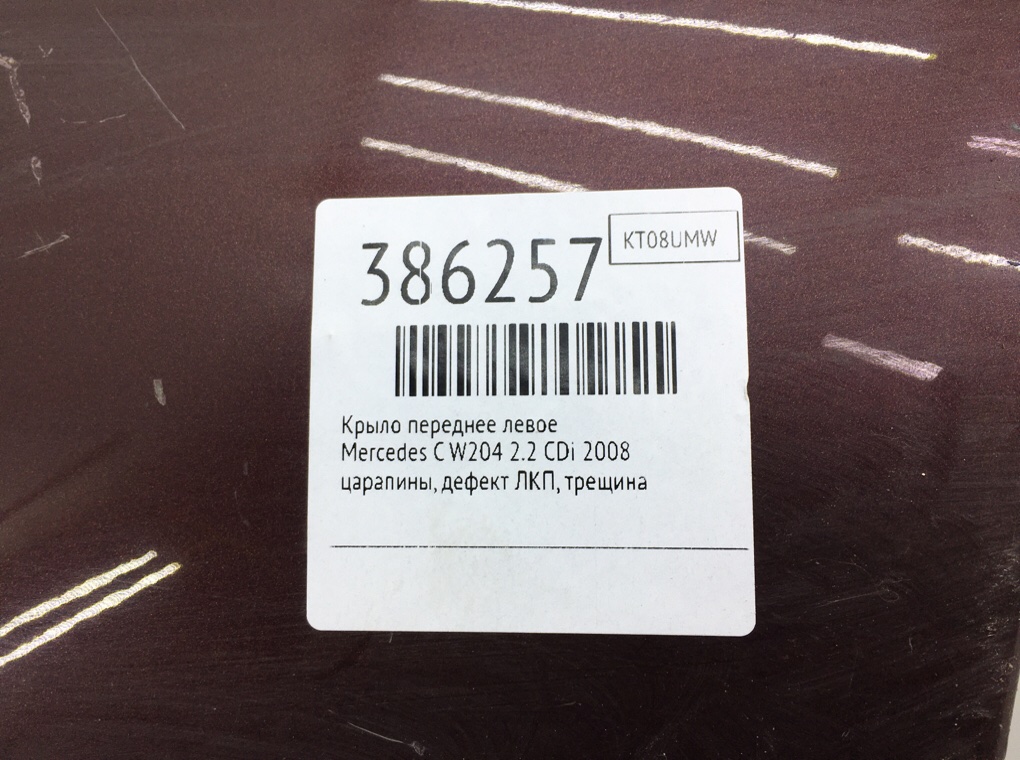 386257
KT08UMW
Крыло переднее левое
Mercedes C W204 2.2 CDi 2008
царапины, дефект ЛКП, трещина